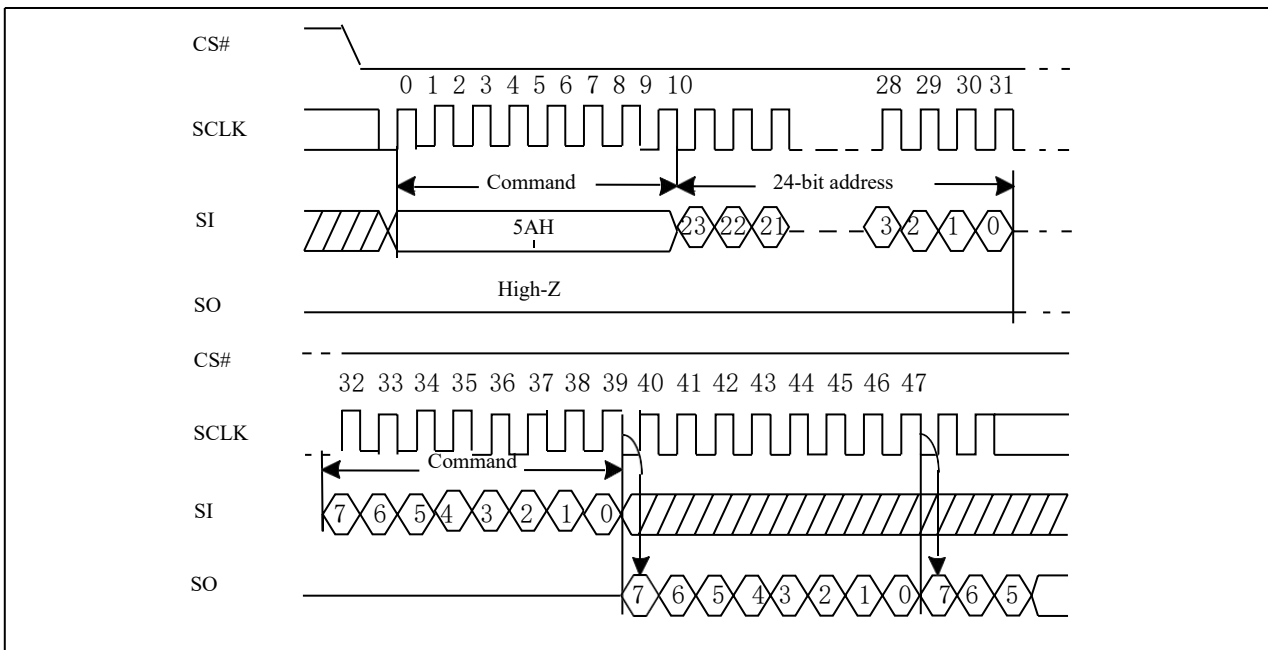 CS#
0 1 2 3 4 5 6 7 8 9 10 28 29 30 31
SCLK
Command 24-bit address
SI 5AH 23 22 21 3 2 1 0
High-Z
SO
CS#
32 33 34 35 36 37 38 39 40 41 42 43 44 45 46 47
SCLK
Command
SI 7 6 5 4 3 2 1 0
SO 7 6 5 4 3 2 1 0 7 6 5